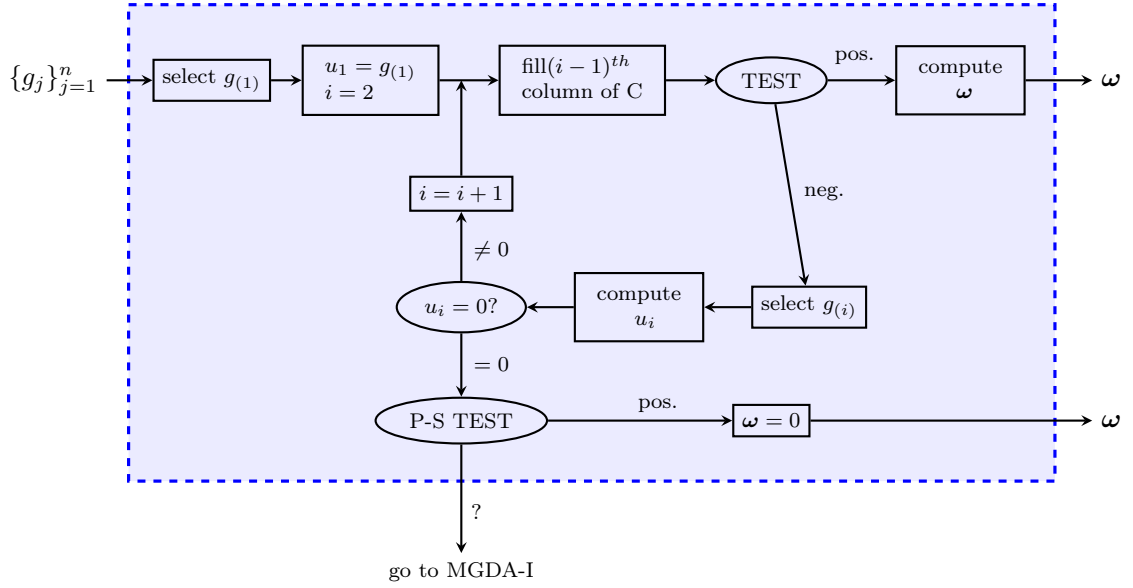 {g_j}_{j=1}^n
select g_{(1)}
u_1 = g_{(1)}
i = 2
fill(i − 1)^{th}
column of C
TEST
pos.
compute
ω
ω
neg.
i = i + 1
≠ 0
u_i = 0?
compute
u_i
select g_{(i)}
= 0
P-S TEST
pos.
ω = 0
ω
?
go to MGDA-I